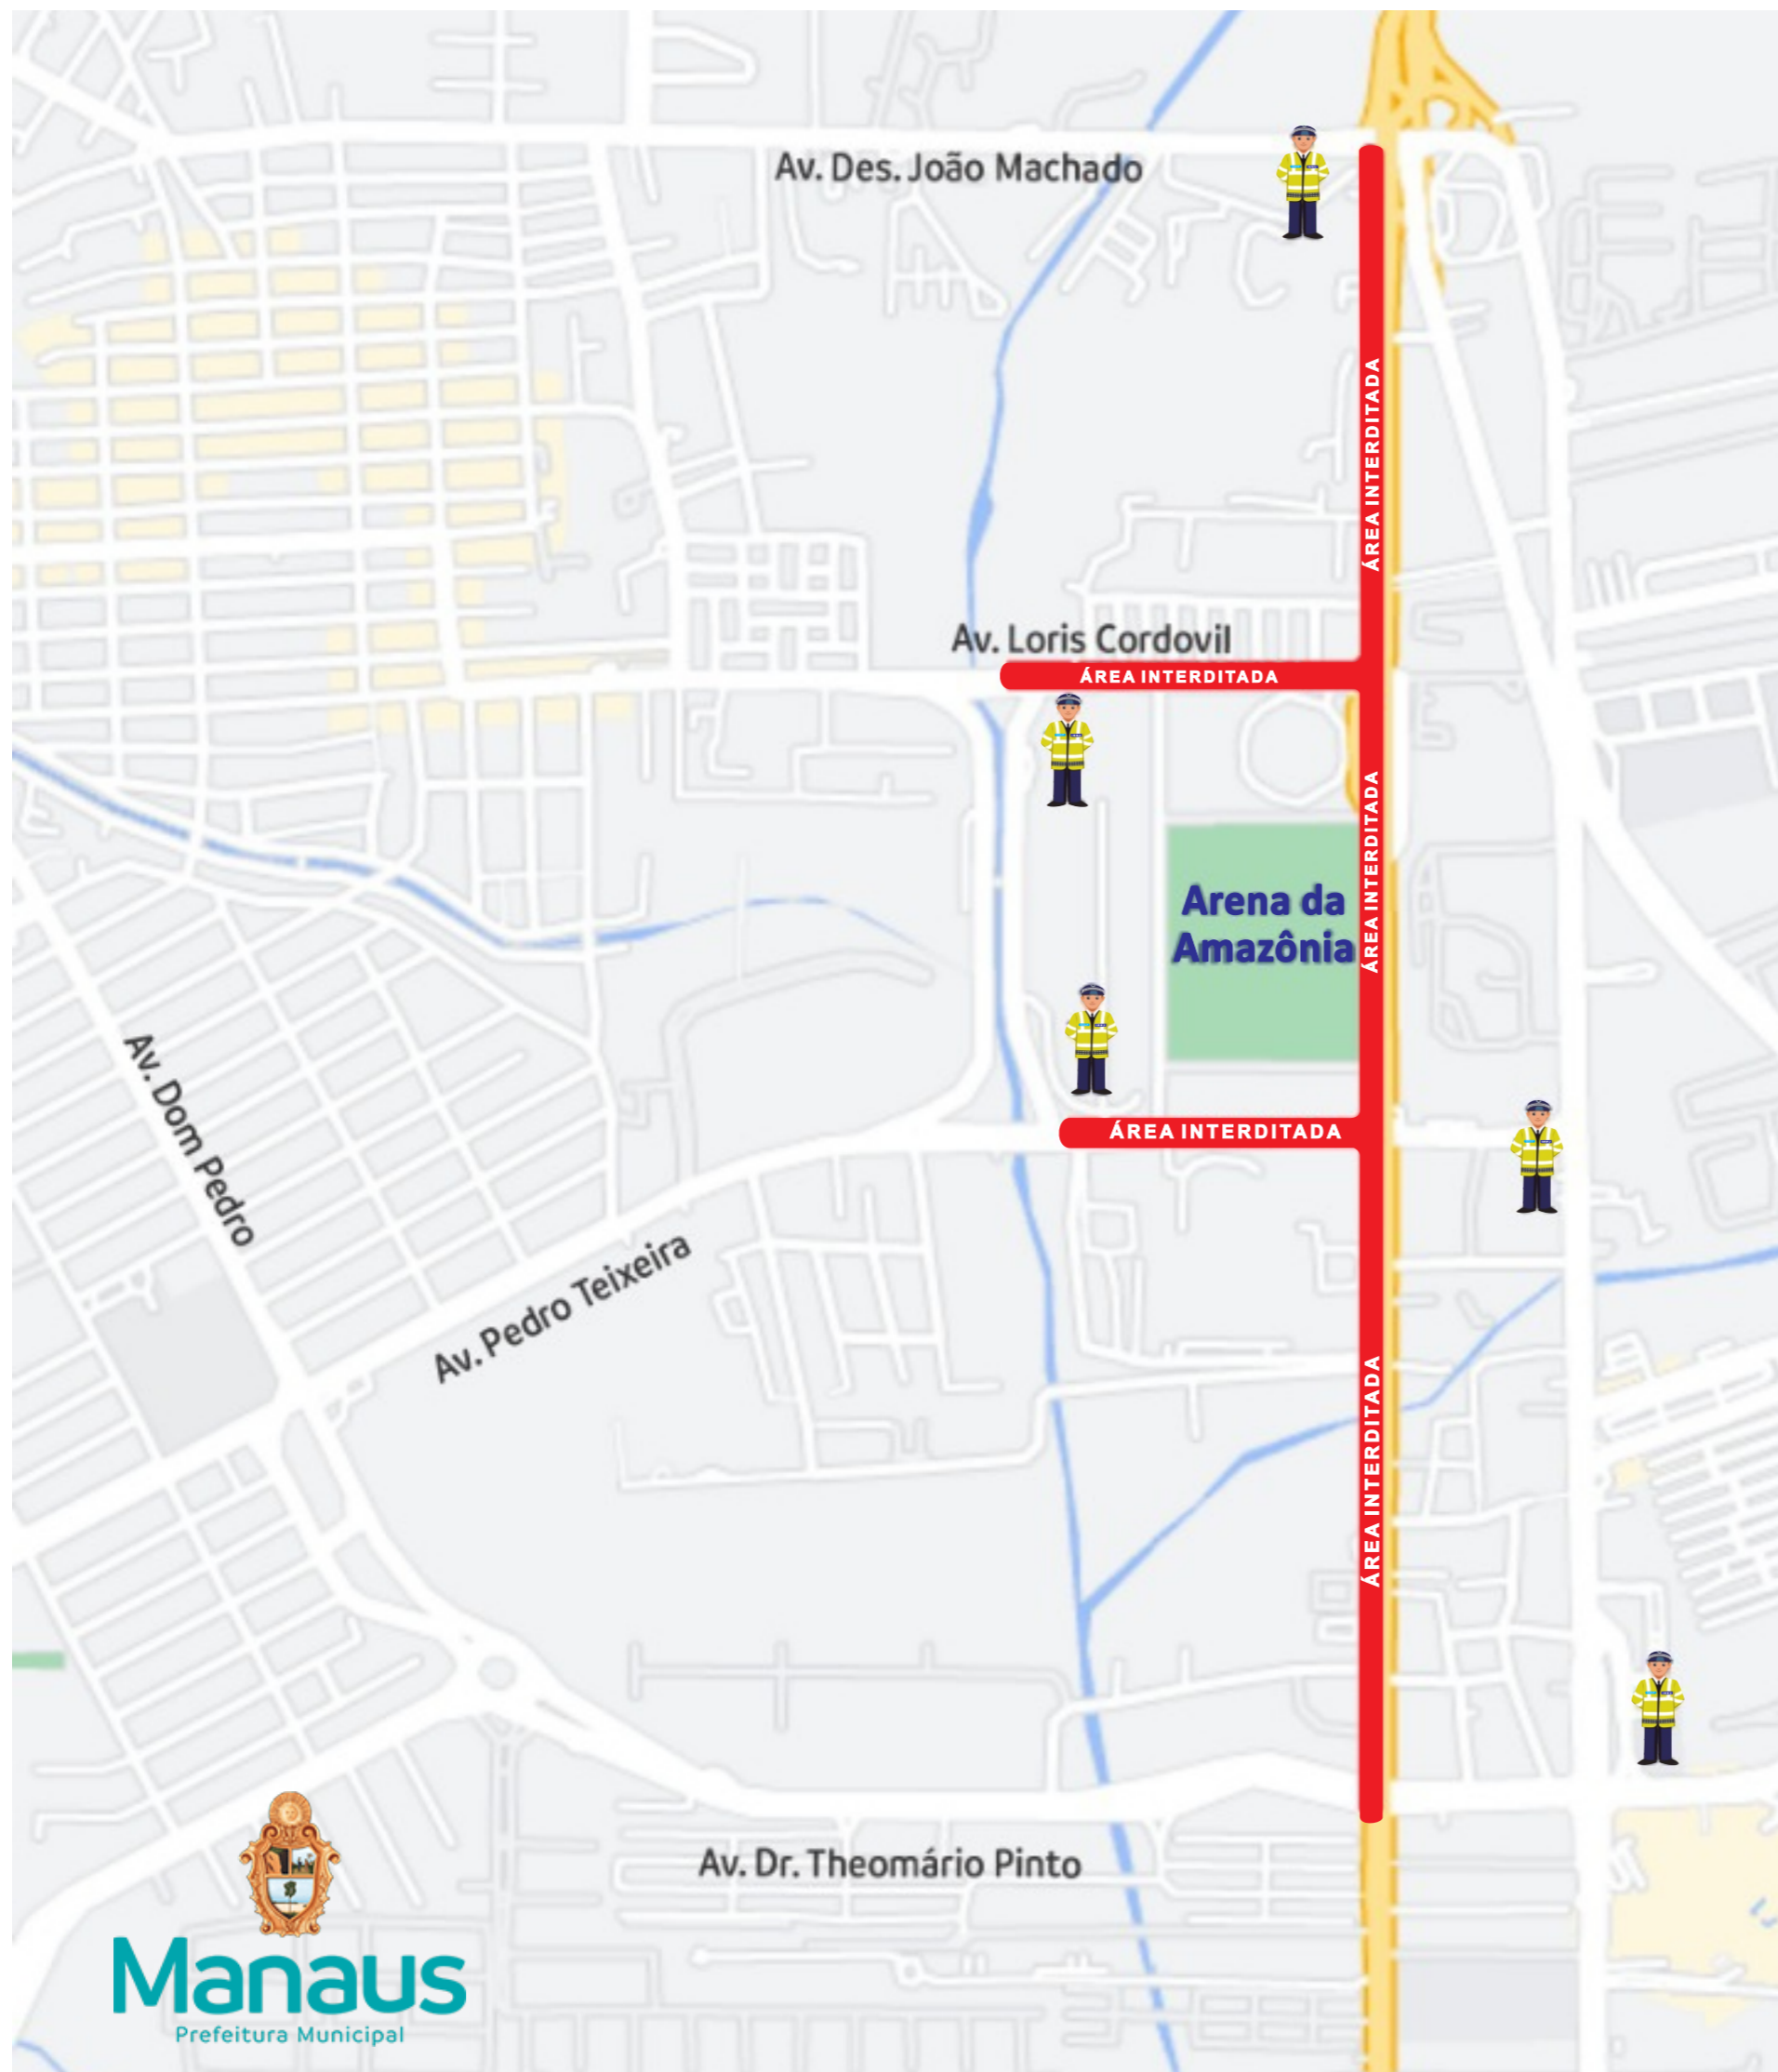 Av. Des. João Machado
ÁREA INTERDITADA
Av. Loris Cordovil
ÁREA INTERDITADA
ÁREA INTERDITADA
Arena da
Amazônia
Av. Dom Pedro
ÁREA INTERDITADA
Av. Pedro Teixeira
ÁREA INTERDITADA
Av. Dr. Theomário Pinto
Manaus
Prefeitura Municipal